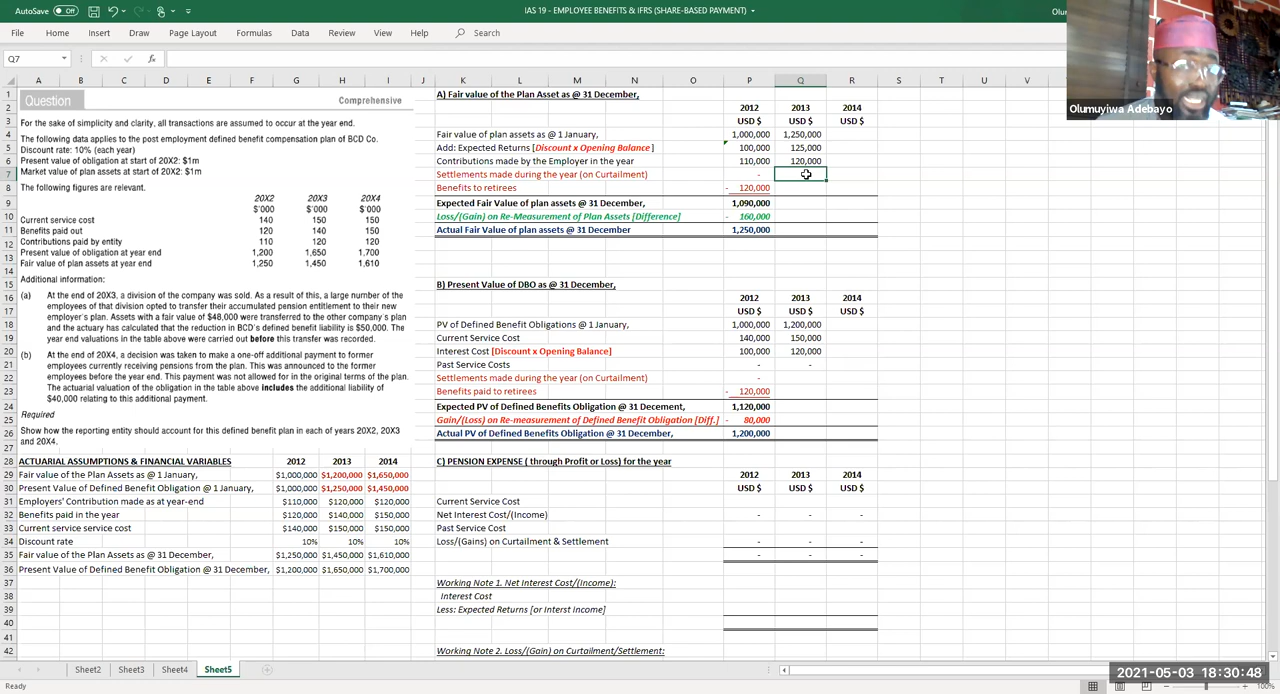 AutoSave Off IAS 19 - EMPLOYEE BENEFITS & IFRS (SHARE-BASED PAYMENT)
File Home Insert Draw Page Layout Formulas Data Review View Help Search
Q7 fx
Olumuyiwa Adebayo
A B C D E F G H I J K L M N O P Q R S T U V W X
Question Comprehensive
For the sake of simplicity and clarity, all transactions are assumed to occur at the year end.
The following data applies to the post employment defined benefit compensation plan of BCD Co.
Discount rate: 10% (each year)
Present value of obligation at start of 20X2: $1m
Market value of plan assets at start of 20X2: $1m
The following figures are relevant.
20X2 20X3 20X4
$'000 $'000 $'000
Current service cost 140 150 150
Benefits paid out 120 140 150
Contributions paid by entity 110 120 120
Present value of obligation at year end 1,200 1,650 1,700
Fair value of plan assets at year end 1,250 1,450 1,610
Additional information:
(a) At the end of 20X3, a division of the company was sold. As a result of this, a large number of the
employees of that division opted to transfer their accumulated pension entitlement to their new
employer's plan. Assets with a fair value of $48,000 were transferred to the other company's plan
and the actuary has calculated that the reduction in BCD's defined benefit liability is $50,000. The
year end valuations in the table above were carried out before this transfer was recorded.
(b) At the end of 20X4, a decision was taken to make a one-off additional payment to former
employees currently receiving pensions from the plan. This was announced to the former
employees before the year end. This payment was not allowed for in the original terms of the plan.
The actuarial valuation of the obligation in the table above includes the additional liability of
$40,000 relating to this additional payment.
Required
Show how the reporting entity should account for this defined benefit plan in each of years 20X2, 20X3
and 20X4.
ACTUARIAL ASSUMPTIONS & FINANCIAL VARIABLES 2012 2013 2014
Fair value of the Plan Assets as @ 1 January, $1,000,000 $1,200,000 $1,650,000
Present Value of Defined Benefit Obligation @ 1 January, $1,000,000 $1,250,000 $1,450,000
Employers' Contribution made as at year-end $110,000 $120,000 $120,000
Benefits paid in the year $120,000 $140,000 $150,000
Current service service cost $140,000 $150,000 $150,000
Discount rate 10% 10% 10%
Fair value of the Plan Assets as @ 31 December, $1,250,000 $1,450,000 $1,610,000
Present Value of Defined Benefit Obligation @ 31 December, $1,200,000 $1,650,000 $1,700,000
A) Fair value of the Plan Asset as @ 31 December,
2012 2013 2014
USD $ USD $ USD $
Fair value of plan assets as @ 1 January, 1,000,000 1,250,000
Add: Expected Returns [Discount x Opening Balance] 100,000 125,000
Contributions made by the Employer in the year 110,000 120,000
Settlements made during the year (on Curtailment) -
Benefits to retirees - 120,000
Expected Fair Value of plan assets @ 31 December, 1,090,000
Loss/(Gain) on Re-Measurement of Plan Assets [Difference] - 160,000
Actual Fair Value of plan assets @ 31 December 1,250,000
B) Present Value of DBO as @ 31 December,
2012 2013 2014
USD $ USD $ USD $
PV of Defined Benefit Obligations @ 1 January, 1,000,000 1,200,000
Current Service Cost 140,000 150,000
Interest Cost [Discount x Opening Balance] 100,000 120,000
Past Service Costs - -
Settlements made during the year (on Curtailment) -
Benefits paid to retirees - 120,000
Expected PV of Defined Benefits Obligation @ 31 Decement, 1,120,000
Gain/(Loss) on Re-measurement of Defined Benefit Obligation [Diff.] - 80,000
Actual PV of Defined Benefits Obligation @ 31 December, 1,200,000
C) PENSION EXPENSE ( through Profit or Loss) for the year
2012 2013 2014
USD $ USD $ USD $
Current Service Cost
Net Interest Cost/(Income) - - -
Past Service Cost
Loss/(Gains) on Curtailment & Settlement - - -
- - -
Working Note 1. Net Interest Cost/(Income):
Interest Cost
Less: Expected Returns [or Interst Income]
Working Note 2. Loss/(Gain) on Curtailment/Settlement:
Sheet2 Sheet3 Sheet4 Sheet5
2021-05-03 18:30:48
Ready 100%